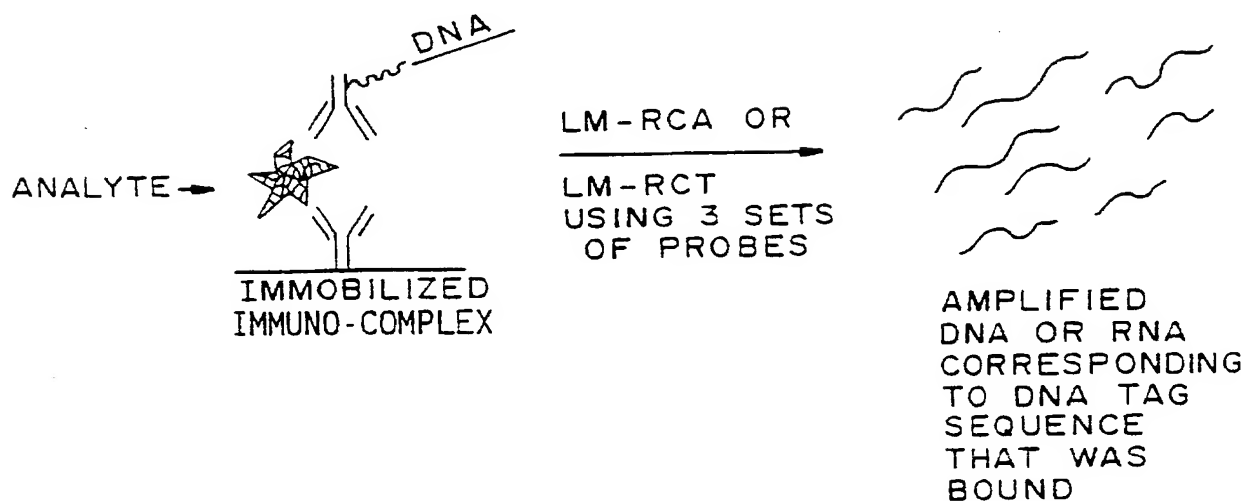 DNA
ANALYTE
IMMOBILIZED
IMMUNO-COMPLEX
LM-RCA OR
LM-RCT
USING 3 SETS
OF PROBES
AMPLIFIED
DNA OR RNA
CORRESPONDING
TO DNA TAG
SEQUENCE
THAT WAS
BOUND